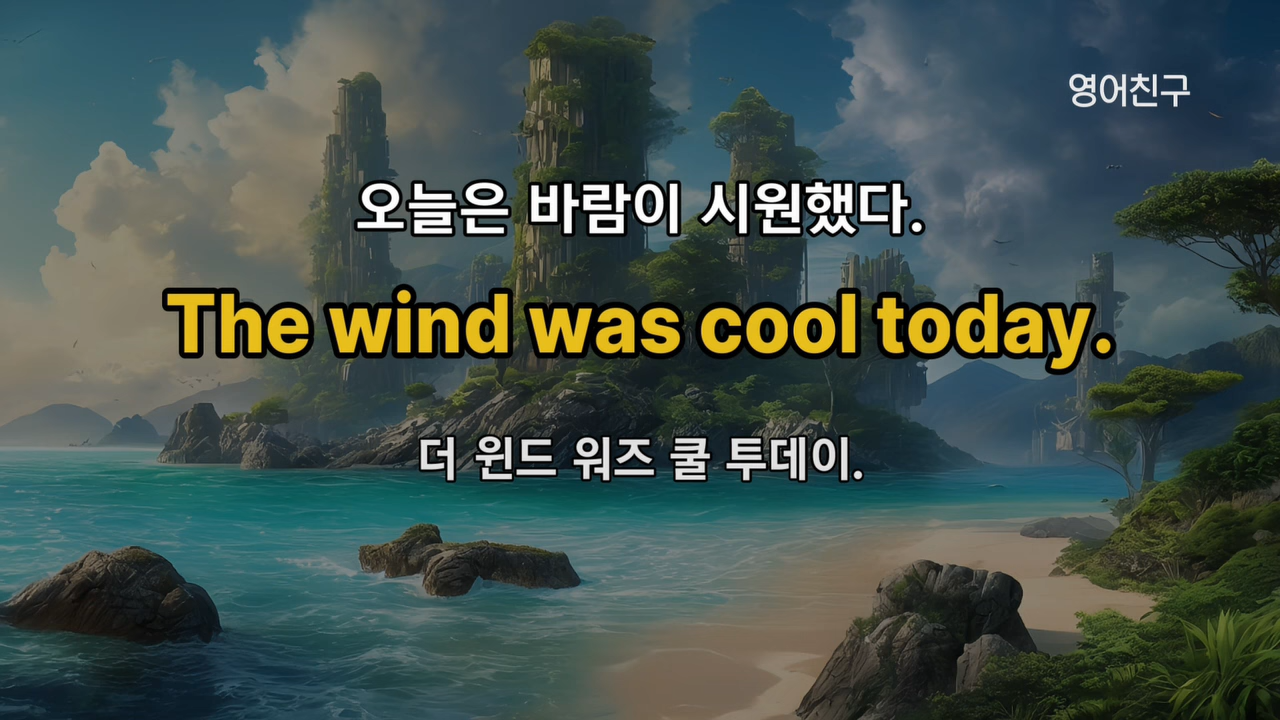 영어친구
오늘은 바람이 시원했다.
The wind was cool today.
더 윈드 워즈 쿨 투데이.